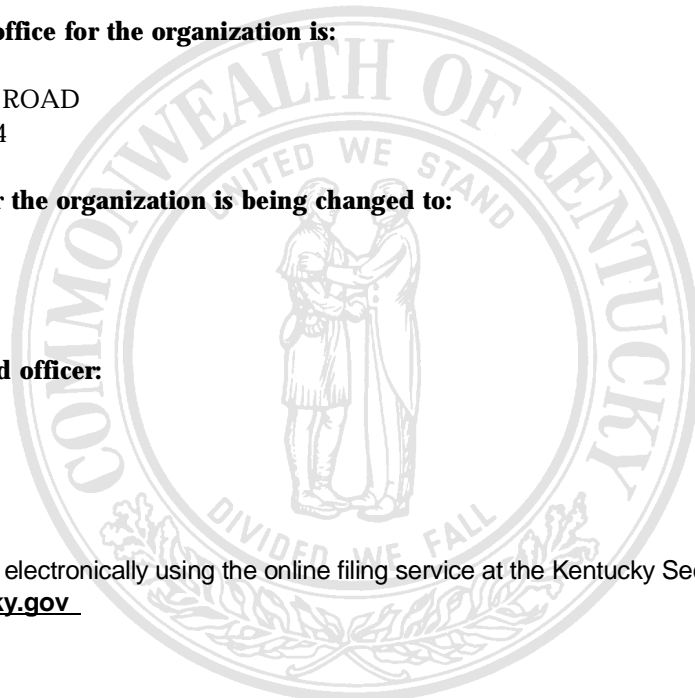 office for the organization is:
ROAD
4
r the organization is being changed to:
d officer:
electronically using the online filing service at the Kentucky Sec
ky.gov
COMMONWEALTH OF KENTUCKY
UNITED WE STAND
DIVIDED WE FALL